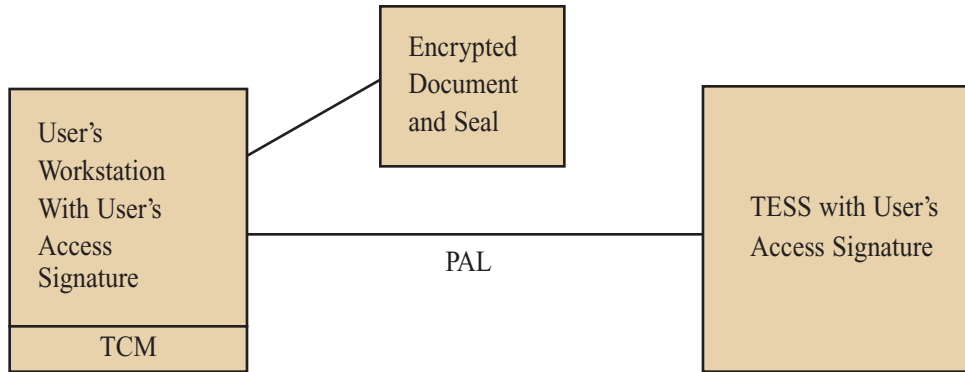 User’s
Workstation
With User’s
Access
Signature
TCM
Encrypted
Document
and Seal
PAL
TESS with User’s
Access Signature